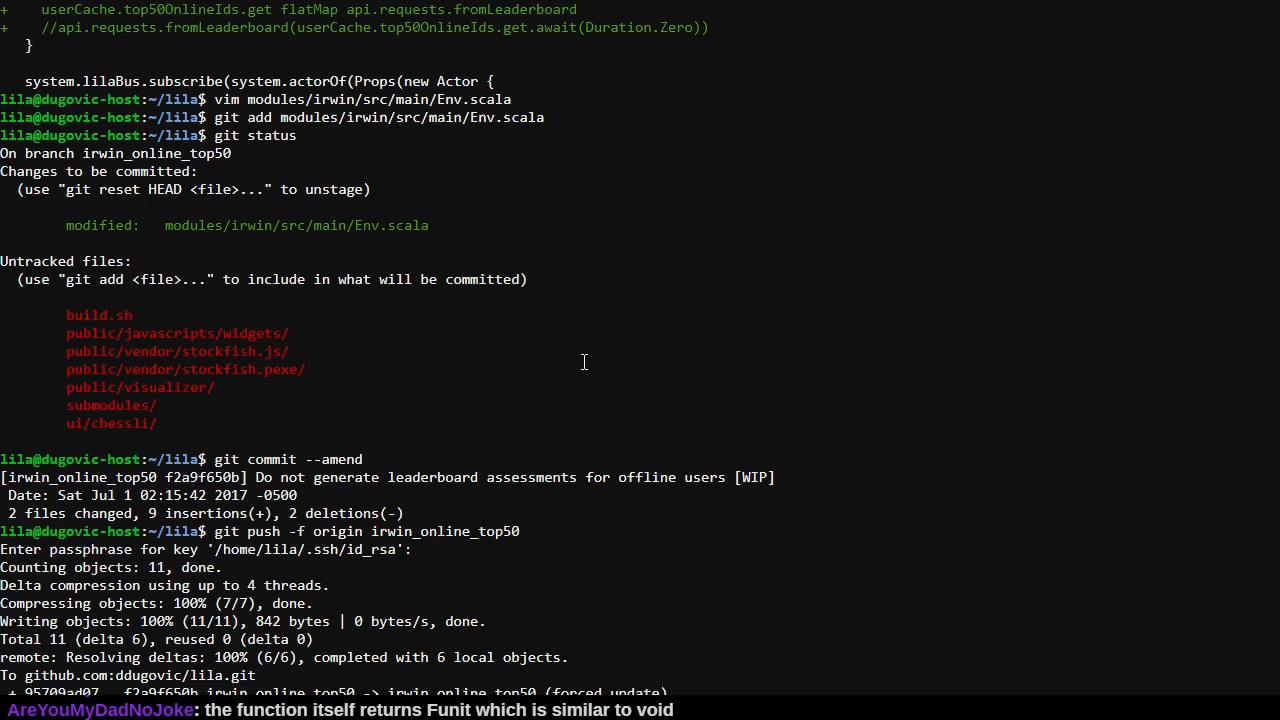 +    userCache.top50OnlineIds.get flatMap api.requests.fromLeaderboard
+    //api.requests.fromLeaderboard(userCache.top50OnlineIds.get.await(Duration.Zero))
   }
   system.lilaBus.subscribe(system.actorOf(Props(new Actor {
lila@dugovic-host:~/lila$ vim modules/irwin/src/main/Env.scala
lila@dugovic-host:~/lila$ git add modules/irwin/src/main/Env.scala
lila@dugovic-host:~/lila$ git status
On branch irwin_online_top50
Changes to be committed:
  (use "git reset HEAD <file>..." to unstage)
        modified:   modules/irwin/src/main/Env.scala
Untracked files:
  (use "git add <file>..." to include in what will be committed)
        build.sh
        public/javascripts/widgets/
        public/vendor/stockfish.js/
        public/vendor/stockfish.pexe/
        public/visualizer/
        submodules/
        ui/chessli/
lila@dugovic-host:~/lila$ git commit --amend
[irwin_online_top50 f2a9f650b] Do not generate leaderboard assessments for offline users [WIP]
 Date: Sat Jul 1 02:15:42 2017 -0500
 2 files changed, 9 insertions(+), 2 deletions(-)
lila@dugovic-host:~/lila$ git push -f origin irwin_online_top50
Enter passphrase for key '/home/lila/.ssh/id_rsa':
Counting objects: 11, done.
Delta compression using up to 4 threads.
Compressing objects: 100% (7/7), done.
Writing objects: 100% (11/11), 842 bytes | 0 bytes/s, done.
Total 11 (delta 6), reused 0 (delta 0)
remote: Resolving deltas: 100% (6/6), completed with 6 local objects.
To github.com:ddugovic/lila.git
 + 95709ad07...f2a9f650b irwin_online_top50 -> irwin_online_top50 (forced update)
AreYouMyDadNoJoke: the function itself returns Funit which is similar to void